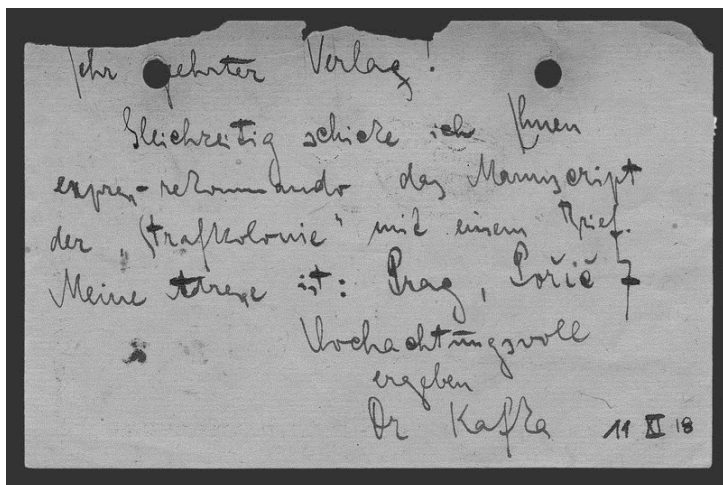 Sehr geehrter Verlag!
Gleichzeitig schicke ich Ihnen
express-rekommando das Manuscript
der „Strafkolonie“ mit einem Brief.
Meine Adresse ist: Prag, Pořič 7
Hochachtungsvoll
ergeben
Dr Kafka 11 XI 18